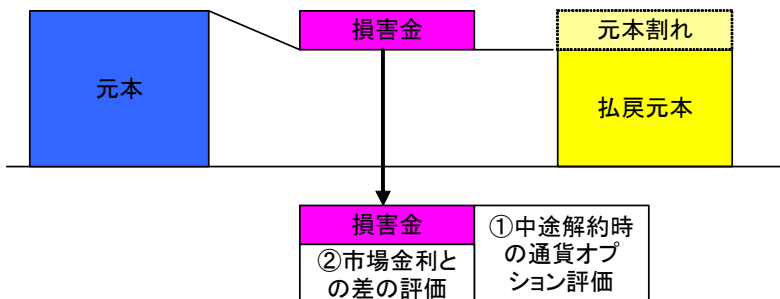 損害金
元本割れ
元本
払戻元本
損害金
①中途解約時
の通貨オプ
ション評価
②市場金利と
の差の評価